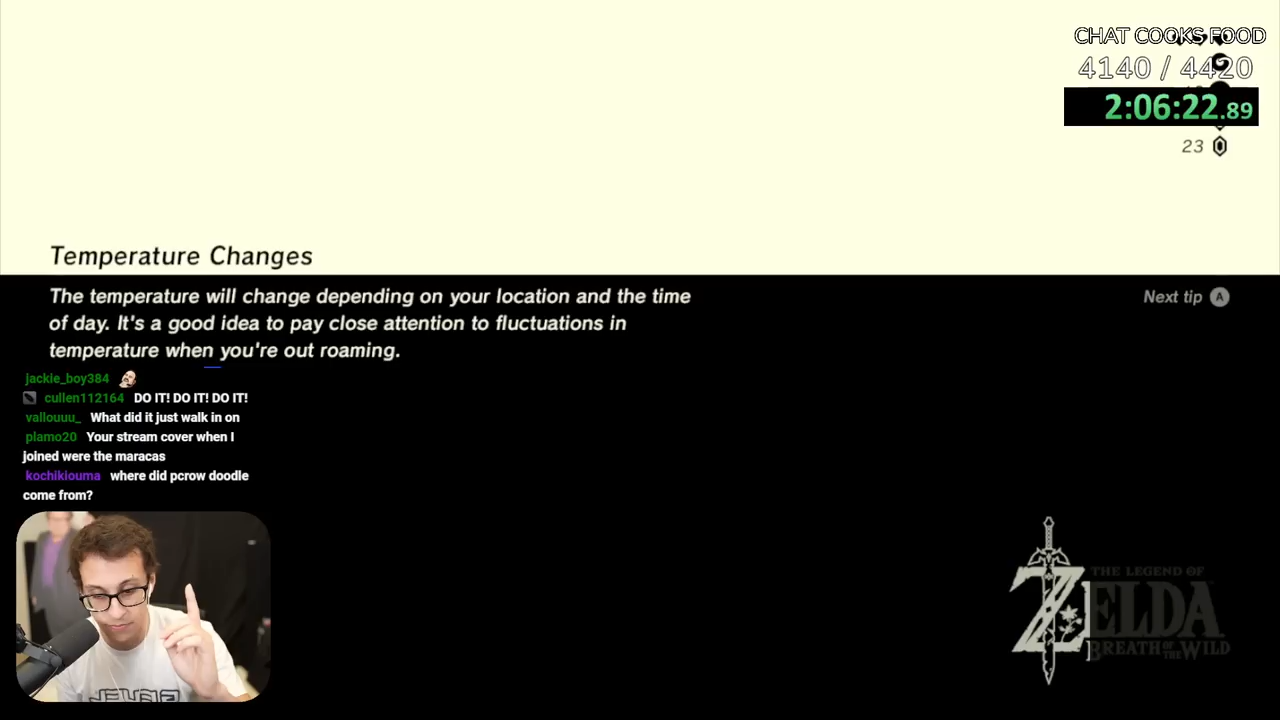 CHAT COOKS FOOD
4140 / 4420
2:06:22.89
23
Temperature Changes
The temperature will change depending on your location and the time
of day. It's a good idea to pay close attention to fluctuations in
temperature when you're out roaming.
Next tip A
jackie_boy384
cullen112164 DO IT! DO IT! DO IT!
vallouuu_ What did it just walk in on
plamo20 Your stream cover when I
joined were the maracas
kochikiouma where did pcrow doodle
come from?
THE LEGEND OF
ZELDA
BREATH OF THE WILD